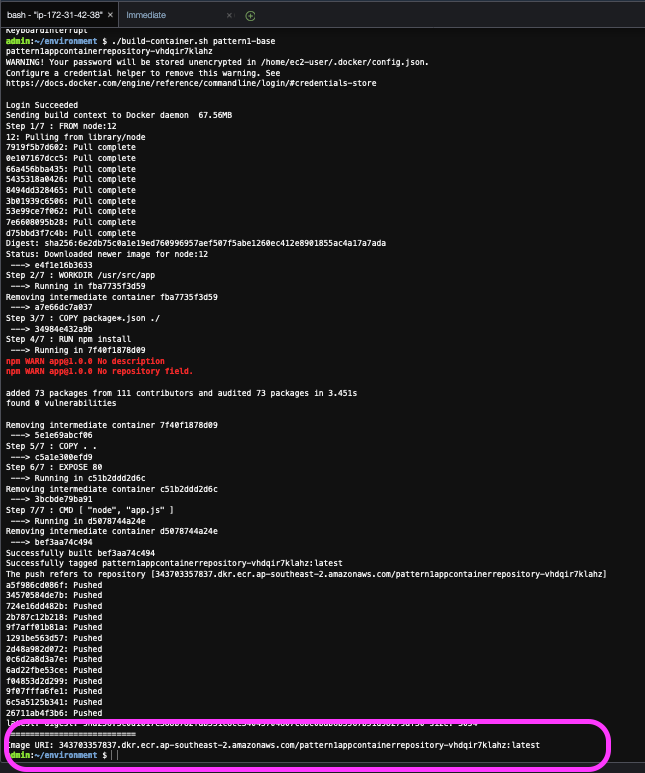 bash - "ip-172-31-42-38" × Immediate ×
KeyboardInterrupt
admin:~/environment $ ./build-container.sh pattern1-base
pattern1appcontainerrepository-vhdqir7klahz
WARNING! Your password will be stored unencrypted in /home/ec2-user/.docker/config.json.
Configure a credential helper to remove this warning. See
https://docs.docker.com/engine/reference/commandline/login/#credentials-store
Login Succeeded
Sending build context to Docker daemon 67.56MB
Step 1/7 : FROM node:12
12: Pulling from library/node
7919f5b7d602: Pull complete
0e107167dcc5: Pull complete
66a456bba435: Pull complete
5435318a0426: Pull complete
8494dd328465: Pull complete
3b01939c6506: Pull complete
53e99ce7f062: Pull complete
7e6608095b28: Pull complete
d75bbd3f7c4b: Pull complete
Digest: sha256:6e2db75c0a1e19ed760996957aef507f5abe1260ec412e8901855ac4a17a7ada
Status: Downloaded newer image for node:12
---> e4f1e16b3633
Step 2/7 : WORKDIR /usr/src/app
---> Running in fba7735f3d59
Removing intermediate container fba7735f3d59
---> a7e66dc7a037
Step 3/7 : COPY package*.json ./
---> 34984e432a9b
Step 4/7 : RUN npm install
---> Running in 7f40f1878d09
npm WARN app@1.0.0 No description
npm WARN app@1.0.0 No repository field.
added 73 packages from 111 contributors and audited 73 packages in 3.451s
found 0 vulnerabilities
Removing intermediate container 7f40f1878d09
---> 5e1e69abcf06
Step 5/7 : COPY . .
---> c5a1e300efd9
Step 6/7 : EXPOSE 80
---> Running in c51b2ddd2d6c
Removing intermediate container c51b2ddd2d6c
---> 3bcbde79ba91
Step 7/7 : CMD [ "node", "app.js" ]
---> Running in d5078744a24e
Removing intermediate container d5078744a24e
---> bef3aa74c494
Successfully built bef3aa74c494
Successfully tagged pattern1appcontainerrepository-vhdqir7klahz:latest
The push refers to repository [343703357837.dkr.ecr.ap-southeast-2.amazonaws.com/pattern1appcontainerrepository-vhdqir7klahz]
a5f986cd086f: Pushed
34570584de7b: Pushed
724e16dd482b: Pushed
2b787c12b218: Pushed
9f7aff01b81a: Pushed
1291be563d57: Pushed
2d48a982d072: Pushed
0c6d2a8d3a7e: Pushed
6ad22fbe53ce: Pushed
f04853d2d299: Pushed
9f07fffa6fe1: Pushed
6c5a5125b341: Pushed
26711ab4f3b6: Pushed
latest: digest:
===========================
Image URI: 343703357837.dkr.ecr.ap-southeast-2.amazonaws.com/pattern1appcontainerrepository-vhdqir7klahz:latest
admin:~/environment $